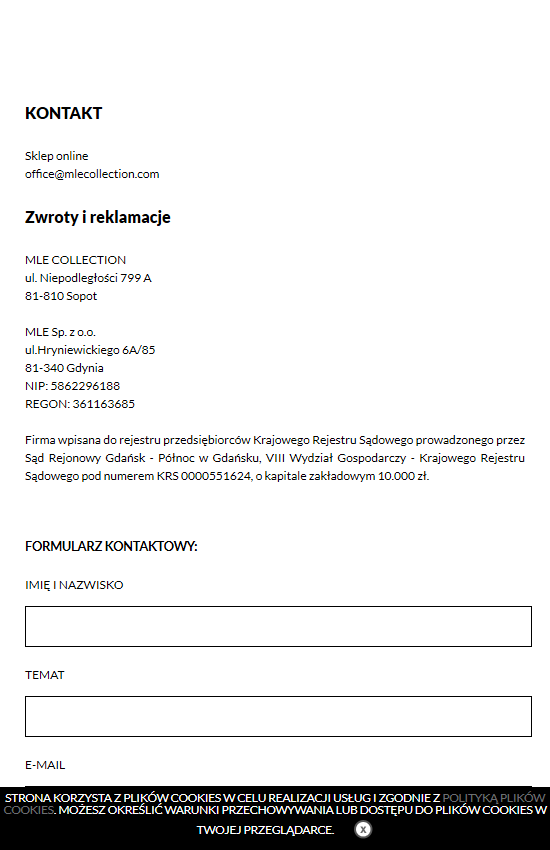 KONTAKT
Sklep online
office@mlecollection.com
Zwroty i reklamacje
MLE COLLECTION
ul. Niepodległości 799 A
81-810 Sopot
MLE Sp. z o.o.
ul.Hryniewickiego 6A/85
81-340 Gdynia
NIP: 5862296188
REGON: 361163685
Firma wpisana do rejestru przedsiębiorców Krajowego Rejestru Sądowego prowadzonego przez
Sąd Rejonowy Gdańsk - Północ w Gdańsku, VIII Wydział Gospodarczy - Krajowego Rejestru
Sądowego pod numerem KRS 0000551624, o kapitale zakładowym 10.000 zł.
FORMULARZ KONTAKTOWY:
IMIĘ I NAZWISKO
TEMAT
E-MAIL
STRONA KORZYSTA Z PLIKÓW COOKIES W CELU REALIZACJI USŁUG I ZGODNIE Z POLITYKĄ PLIKÓW
COOKIES. MOŻESZ OKREŚLIĆ WARUNKI PRZECHOWYWANIA LUB DOSTĘPU DO PLIKÓW COOKIES W
TWOJEJ PRZEGLĄDARCE. X